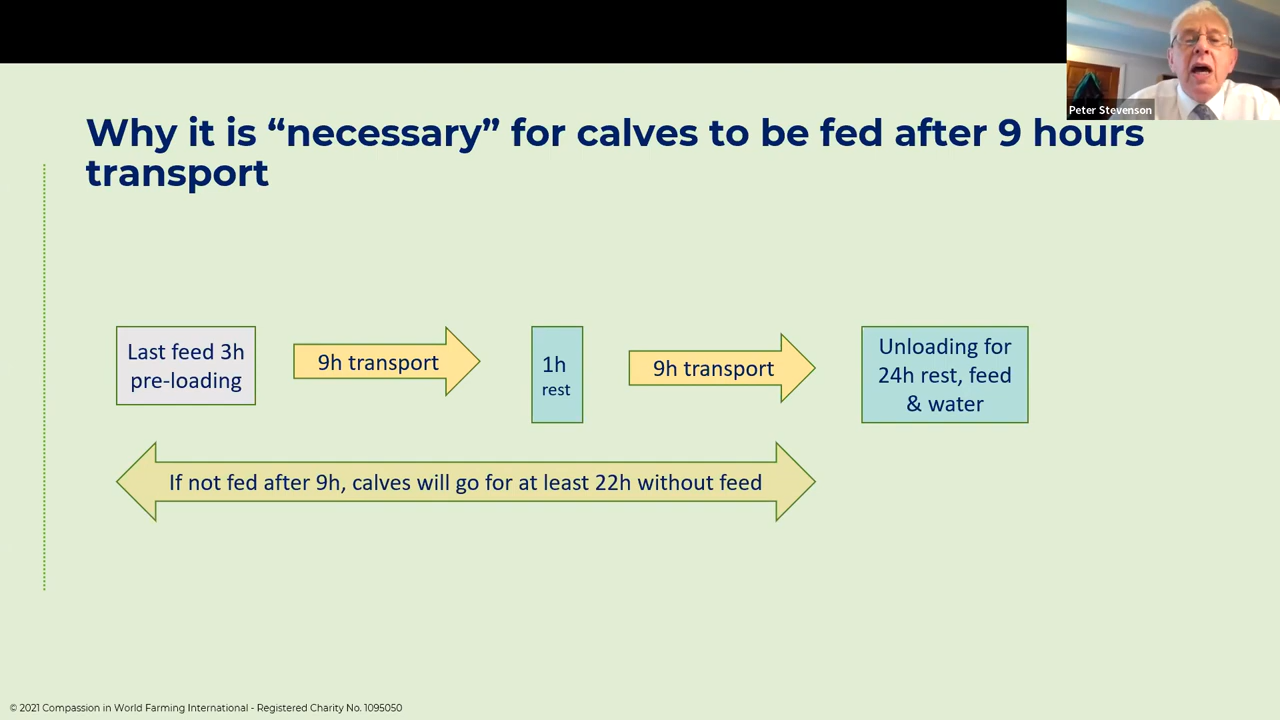 Peter Stevenson
Why it is “necessary” for calves to be fed after 9 hours
transport
Last feed 3h
pre-loading
9h transport
1h
rest
9h transport
Unloading for
24h rest, feed
& water
If not fed after 9h, calves will go for at least 22h without feed
© 2021 Compassion in World Farming International - Registered Charity No. 1095050